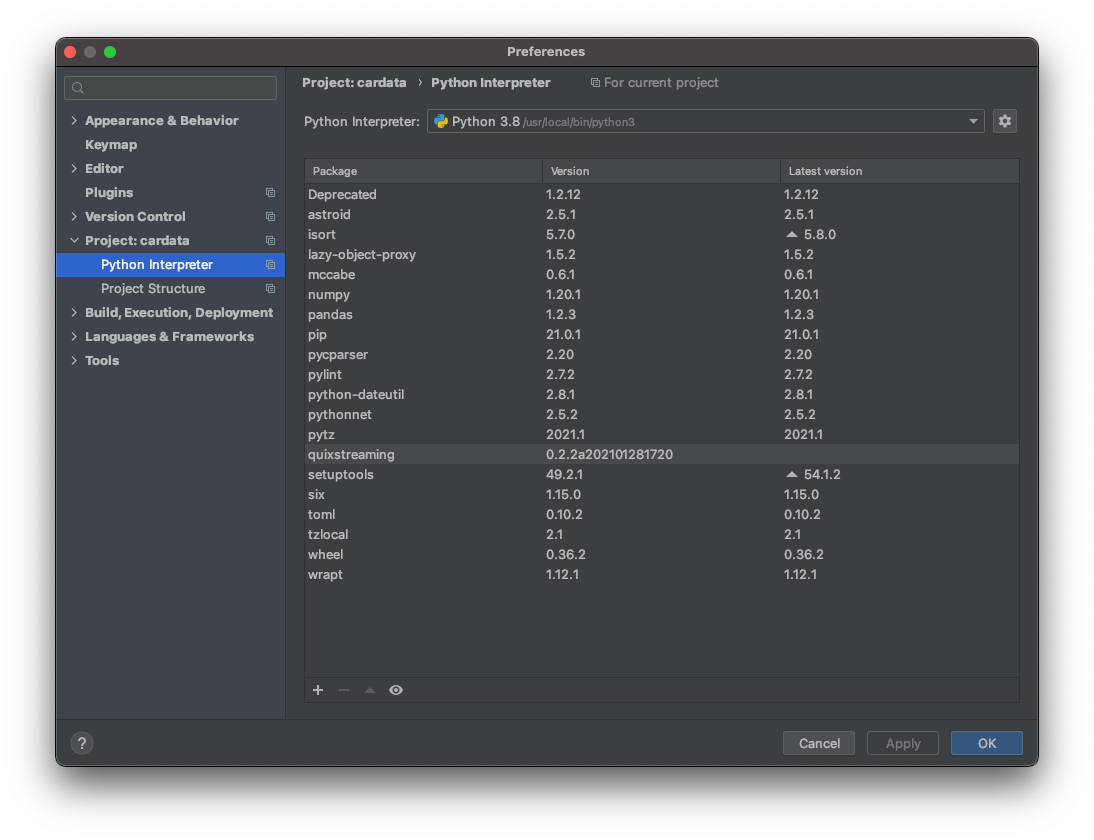 Preferences
Appearance & Behavior
Keymap
Editor
Plugins
Version Control
Project: cardata
Python Interpreter
Project Structure
Build, Execution, Deployment
Languages & Frameworks
Tools
Project: cardata › Python Interpreter For current project
Python Interpreter: Python 3.8 /usr/local/bin/python3
Package Version Latest version
Deprecated 1.2.12 1.2.12
astroid 2.5.1 2.5.1
isort 5.7.0 5.8.0
lazy-object-proxy 1.5.2 1.5.2
mccabe 0.6.1 0.6.1
numpy 1.20.1 1.20.1
pandas 1.2.3 1.2.3
pip 21.0.1 21.0.1
pycparser 2.20 2.20
pylint 2.7.2 2.7.2
python-dateutil 2.8.1 2.8.1
pythonnet 2.5.2 2.5.2
pytz 2021.1 2021.1
quixstreaming 0.2.2a202101281720
setuptools 49.2.1 54.1.2
six 1.15.0 1.15.0
toml 0.10.2 0.10.2
tzlocal 2.1 2.1
wheel 0.36.2 0.36.2
wrapt 1.12.1 1.12.1
? Cancel Apply OK